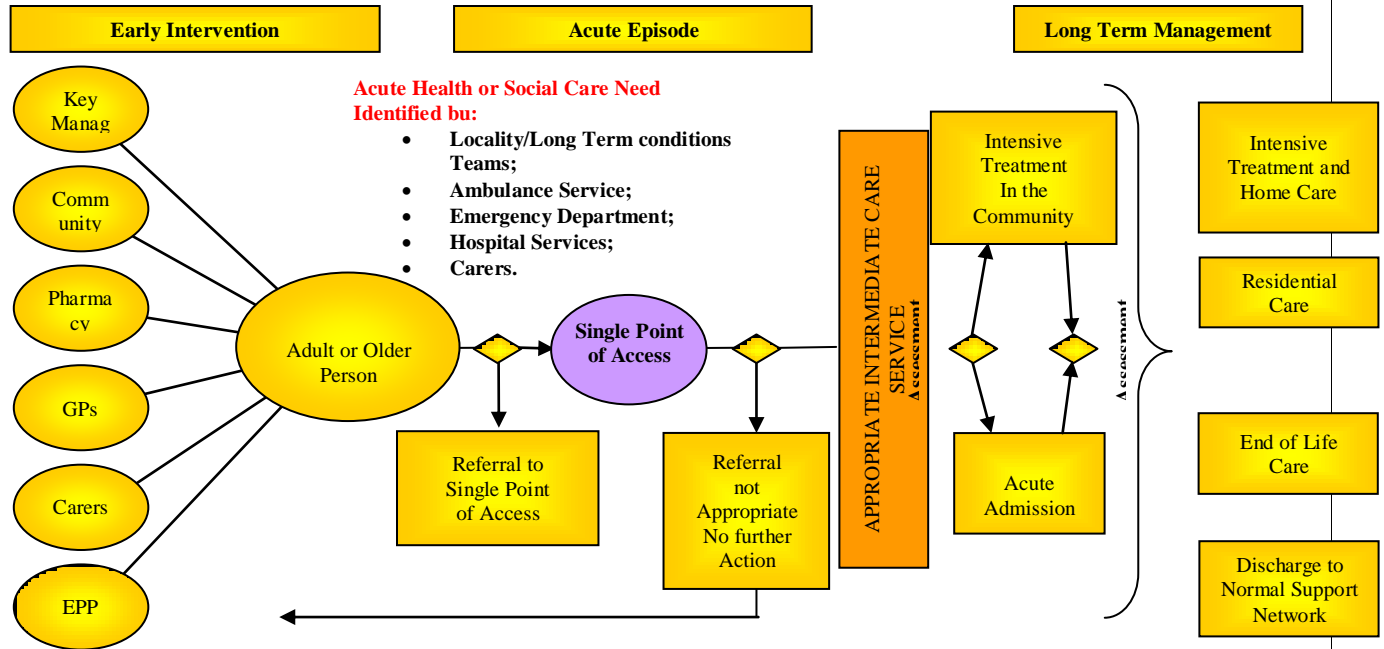 Early Intervention
Acute Episode
Long Term Management
Key
Manag
Comm
unity
Pharma
cy
GPs
Carers
EPP
Adult or Older
Person
Acute Health or Social Care Need
Identified bu:
• Locality/Long Term conditions
Teams;
• Ambulance Service;
• Emergency Department;
• Hospital Services;
• Carers.
Single Point
of Access
Referral to
Single Point
of Access
Referral
not
Appropriate
No further
Action
APPROPRIATE INTERMEDIATE CARE
SERVICE
Assessment
Intensive
Treatment
In the
Community
Acute
Admission
Assessment
Intensive
Treatment and
Home Care
Residential
Care
End of Life
Care
Discharge to
Normal Support
Network